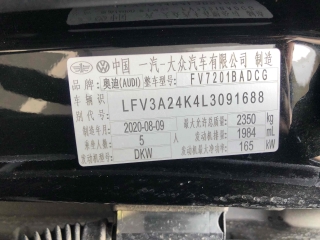 中国 一汽-大众汽车有限公司 制造
品牌: 奥迪(AUDI) 整车型号: FV7201BADCG
车辆识别代号: LFV3A24K4L3091688
制造年月 2020-08-09 最大允许总质量 2350 kg
乘坐人数 5 人 发动机排量 1984 mL
发动机型号 DKW 发动机最大净功率 165 kW